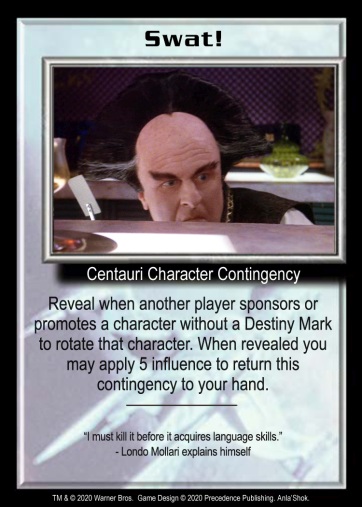 Swat!
Centauri Character Contingency
Reveal when another player sponsors or
promotes a character without a Destiny Mark
to rotate that character. When revealed you
may apply 5 influence to return this
contingency to your hand.
"I must kill it before it acquires language skills."
- Londo Mollari explains himself
TM & © 2020 Warner Bros.  Game Design © 2020 Precedence Publishing. Anla'Shok.